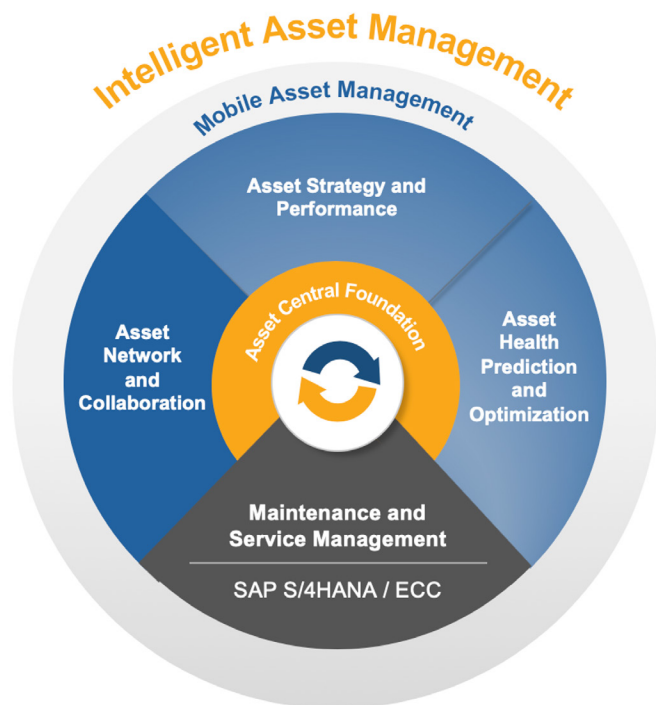 Intelligent Asset Management
Mobile Asset Management
Asset Strategy and
Performance
Asset Central Foundation
Asset
Network
and
Collaboration
Asset
Health
Prediction
and
Optimization
Maintenance and
Service Management
SAP S/4HANA / ECC